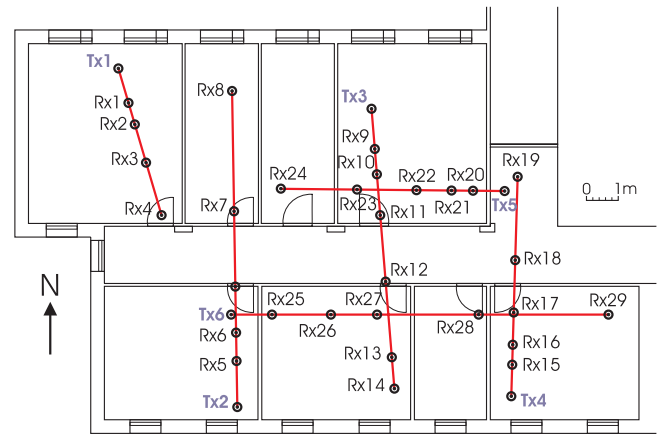 Tx1
Rx1
Rx2
Rx3
Rx4
Rx8
Rx7
Tx3
Rx9
Rx10
Rx24
Rx22
Rx20
Rx23
Rx21
Tx5
Rx11
Rx19
0 1m
Rx12
Rx18
N
Tx6
Rx25
Rx26
Rx27
Rx28
Rx17
Rx29
Rx6
Rx5
Tx2
Rx13
Rx14
Rx16
Rx15
Tx4